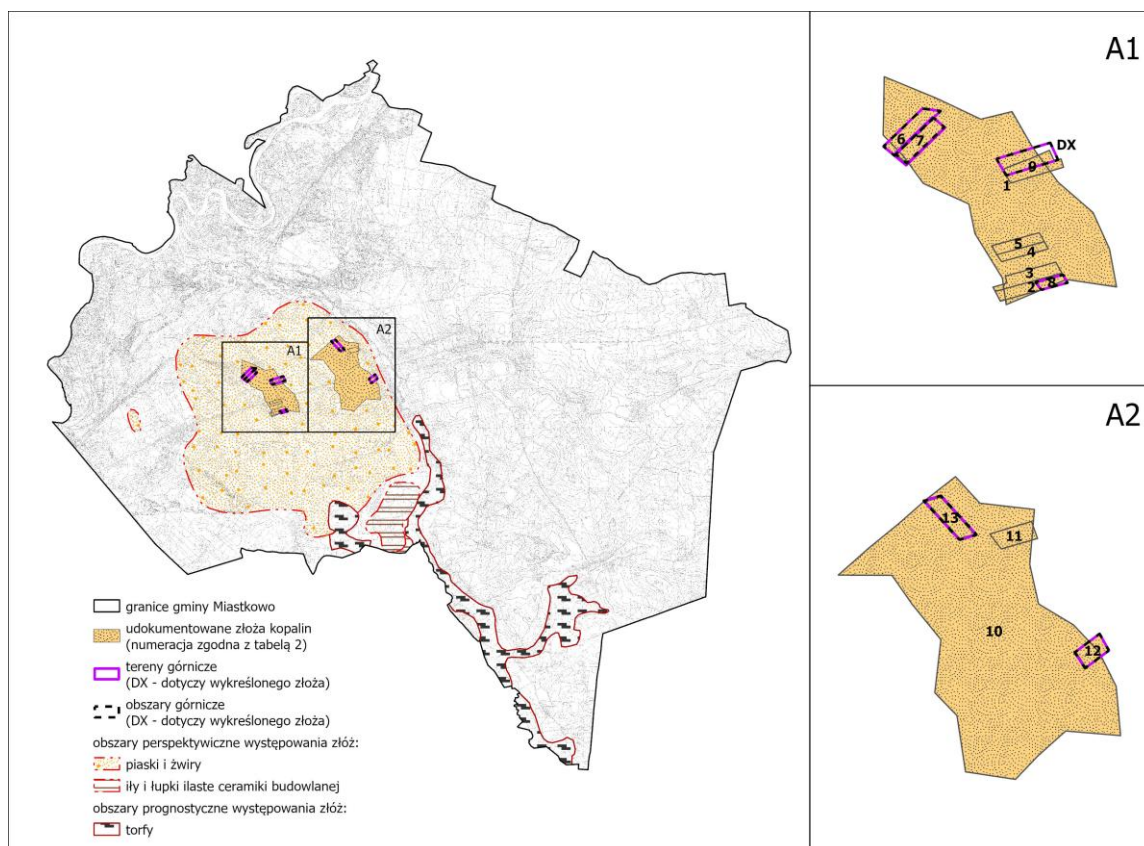 A1
DX
6
7
9
1
5
4
3
2
8
A2
A1
A2
13
11
10
12
granice gminy Miastkowo
udokumentowane złoża kopalin
(numeracja zgodna z tabelą 2)
tereny górnicze
(DX - dotyczy wykreślonego złoża)
obszary górnicze
(DX - dotyczy wykreślonego złoża)
obszary perspektywiczne występowania złóż:
piaski i żwiry
iły i łupki ilaste ceramiki budowlanej
obszary prognostyczne występowania złóż:
torfy